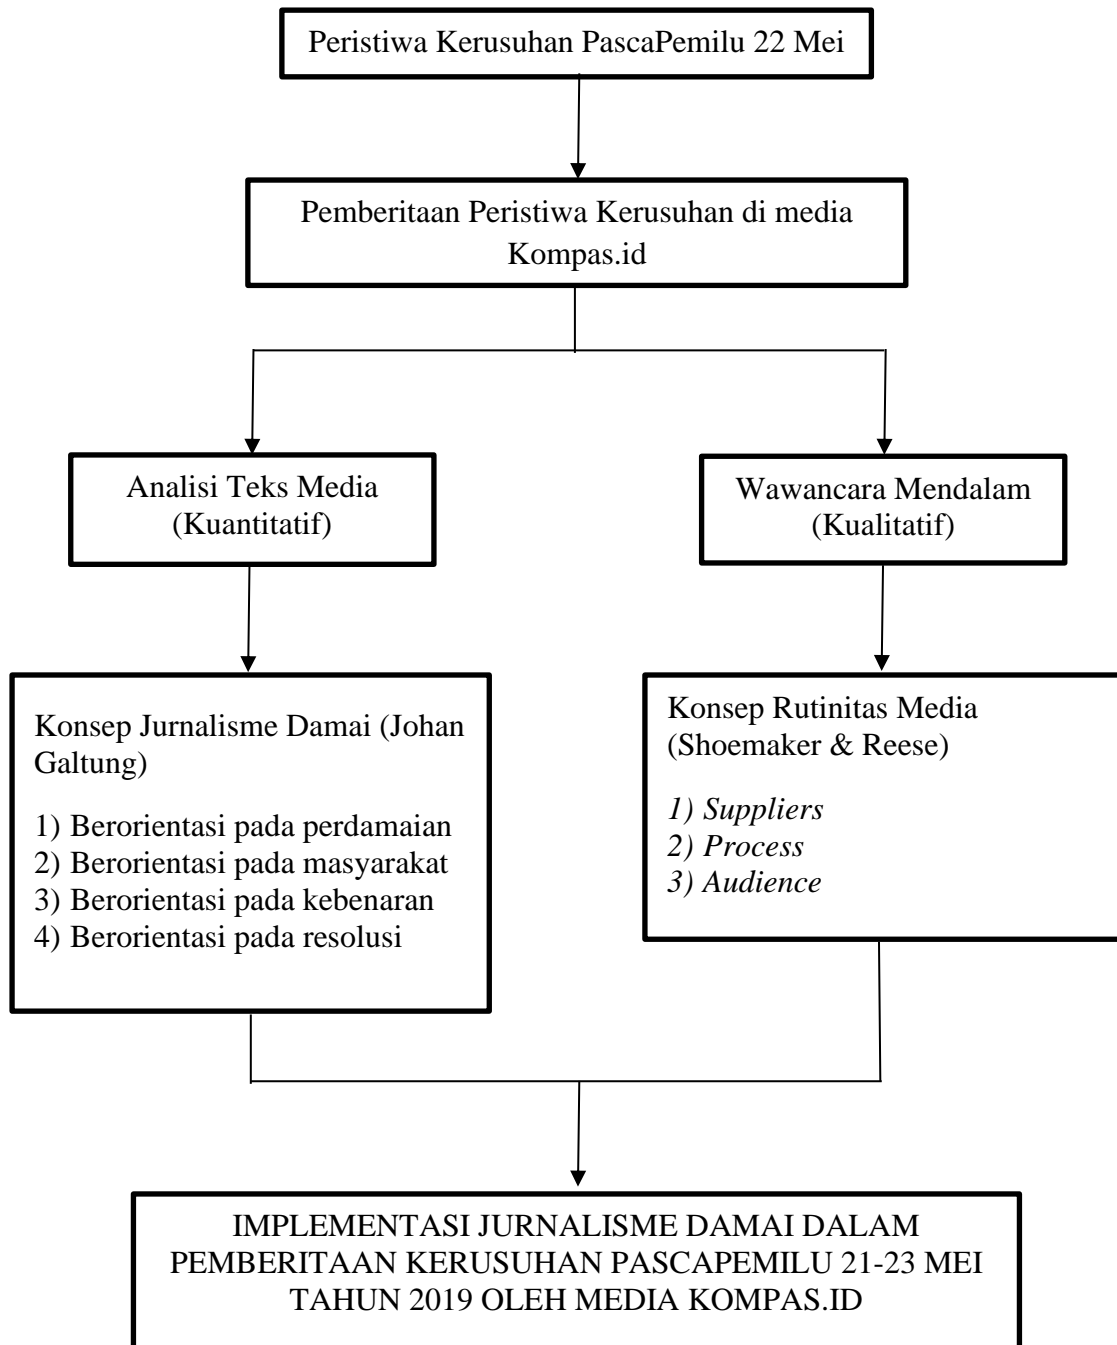 Peristiwa Kerusuhan PascaPemilu 22 Mei
Pemberitaan Peristiwa Kerusuhan di media
Kompas.id
Analisi Teks Media
(Kuantitatif)
Wawancara Mendalam
(Kualitatif)
Konsep Jurnalisme Damai (Johan
Galtung)
1) Berorientasi pada perdamaian
2) Berorientasi pada masyarakat
3) Berorientasi pada kebenaran
4) Berorientasi pada resolusi
Konsep Rutinitas Media
(Shoemaker & Reese)
1) Suppliers
2) Process
3) Audience
IMPLEMENTASI JURNALISME DAMAI DALAM
PEMBERITAAN KERUSUHAN PASCAPEMILU 21-23 MEI
TAHUN 2019 OLEH MEDIA KOMPAS.ID